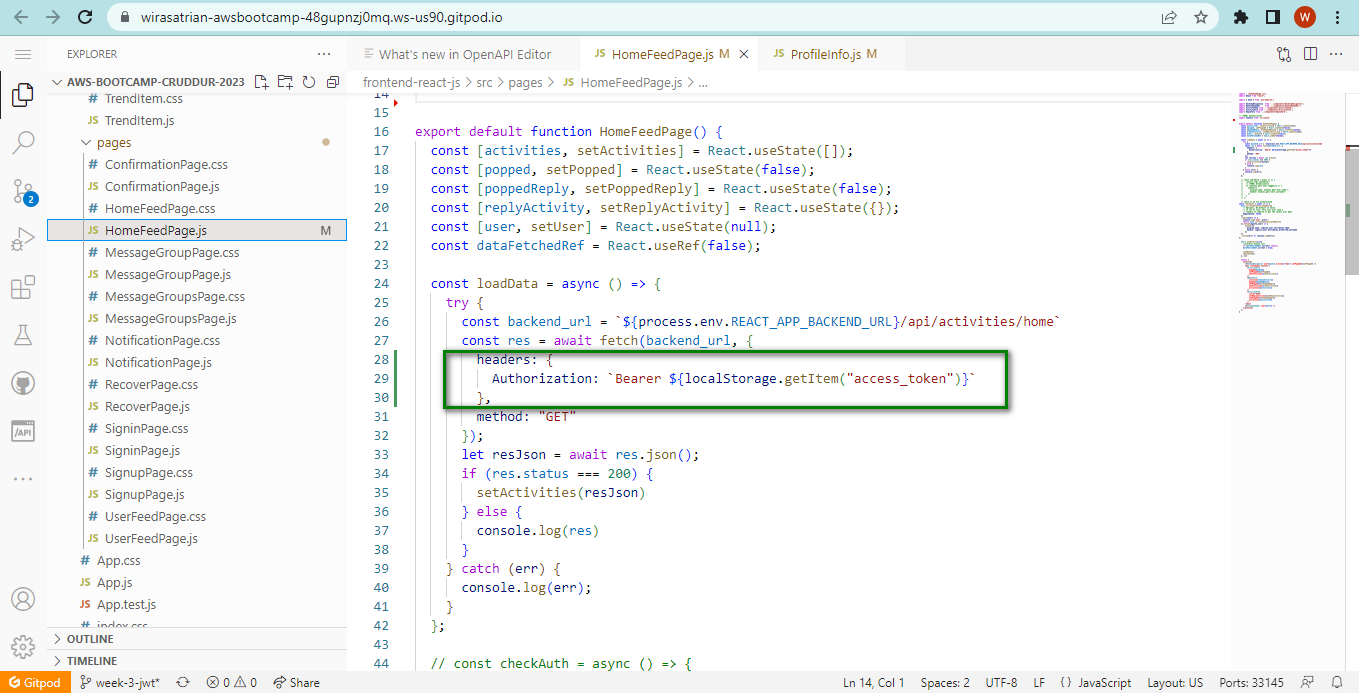 wirasatrian-awsbootcamp-48gupnzj0mq.ws-us90.gitpod.io
W
EXPLORER
What's new in OpenAPI Editor
JS HomeFeedPage.js M
JS ProfileInfo.js M
AWS-BOOTCAMP-CRUDDUR-2023
frontend-react-js > src > pages > JS HomeFeedPage.js > ...
# TrendItem.css
JS TrendItem.js
pages
# ConfirmationPage.css
JS ConfirmationPage.js
# HomeFeedPage.css
JS HomeFeedPage.js M
# MessageGroupPage.css
JS MessageGroupPage.js
# MessageGroupsPage.css
JS MessageGroupsPage.js
# NotificationPage.css
JS NotificationPage.js
# RecoverPage.css
JS RecoverPage.js
# SigninPage.css
JS SigninPage.js
# SignupPage.css
JS SignupPage.js
# UserFeedPage.css
JS UserFeedPage.js
# App.css
JS App.js
JS App.test.js
# index.css
OUTLINE
TIMELINE
2
/API
14
15
16 export default function HomeFeedPage() {
17 const [activities, setActivities] = React.useState([]);
18 const [popped, setPopped] = React.useState(false);
19 const [poppedReply, setPoppedReply] = React.useState(false);
20 const [replyActivity, setReplyActivity] = React.useState({});
21 const [user, setUser] = React.useState(null);
22 const dataFetchedRef = React.useRef(false);
23
24 const loadData = async () => {
25 try {
26 const backend_url = `${process.env.REACT_APP_BACKEND_URL}/api/activities/home`
27 const res = await fetch(backend_url, {
28 headers: {
29 Authorization: `Bearer ${localStorage.getItem("access_token")}`
30 },
31 method: "GET"
32 });
33 let resJson = await res.json();
34 if (res.status === 200) {
35 setActivities(resJson)
36 } else {
37 console.log(res)
38 }
39 } catch (err) {
40 console.log(err);
41 }
42 };
43
44 // const checkAuth = async () => {
Gitpod week-3-jwt* 0 0 Share Ln 14, Col 1 Spaces: 2 UTF-8 LF {} JavaScript Layout: US Ports: 33145